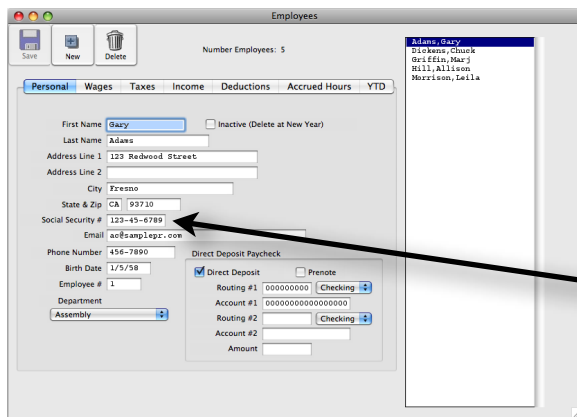 Employees
Save New Delete
Number Employees: 5
Personal Wages Taxes Income Deductions Accrued Hours YTD
First Name Gary Inactive (Delete at New Year)
Last Name Adams
Address Line 1 123 Redwood Street
Address Line 2
City Fresno
State & Zip CA 93710
Social Security # 123-45-6789
Email ac@samplepr.com
Phone Number 456-7890
Birth Date 1/5/58
Employee # 1
Department
Assembly
Direct Deposit Paycheck
Direct Deposit Prenote
Routing #1 000000000 Checking
Account #1 00000000000000000
Routing #2 Checking
Account #2
Amount
Adams,Gary
Dickens,Chuck
Griffin,Marj
Hill,Allison
Morrison,Leila